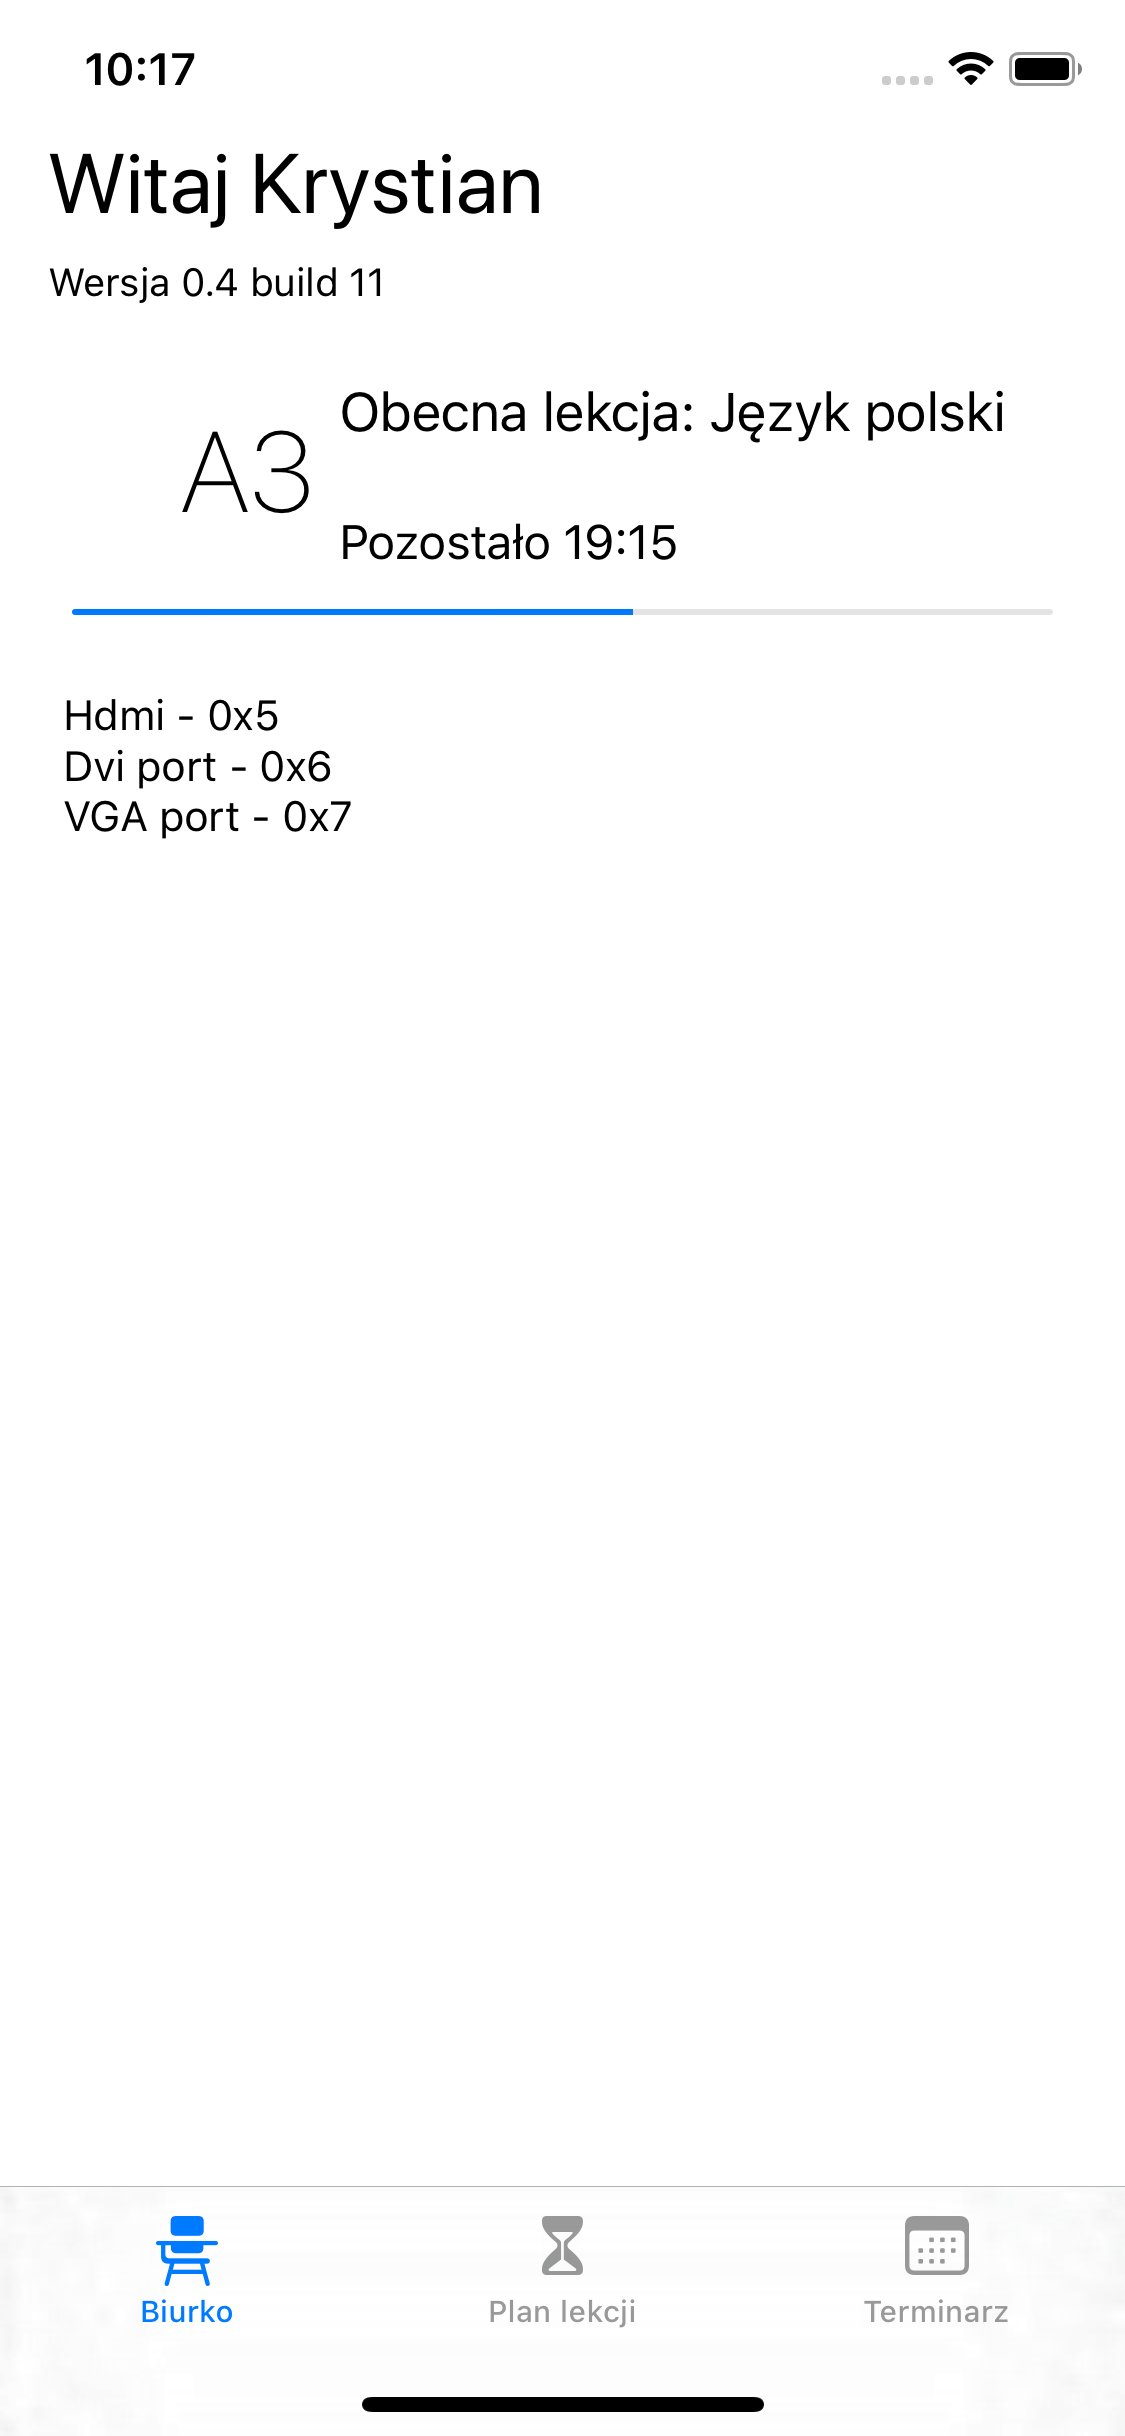 10:17
Witaj Krystian
Wersja 0.4 build 11
A3
Obecna lekcja: Język polski
Pozostało 19:15
Hdmi - 0x5
Dvi port - 0x6
VGA port - 0x7
Biurko
Plan lekcji
Terminarz